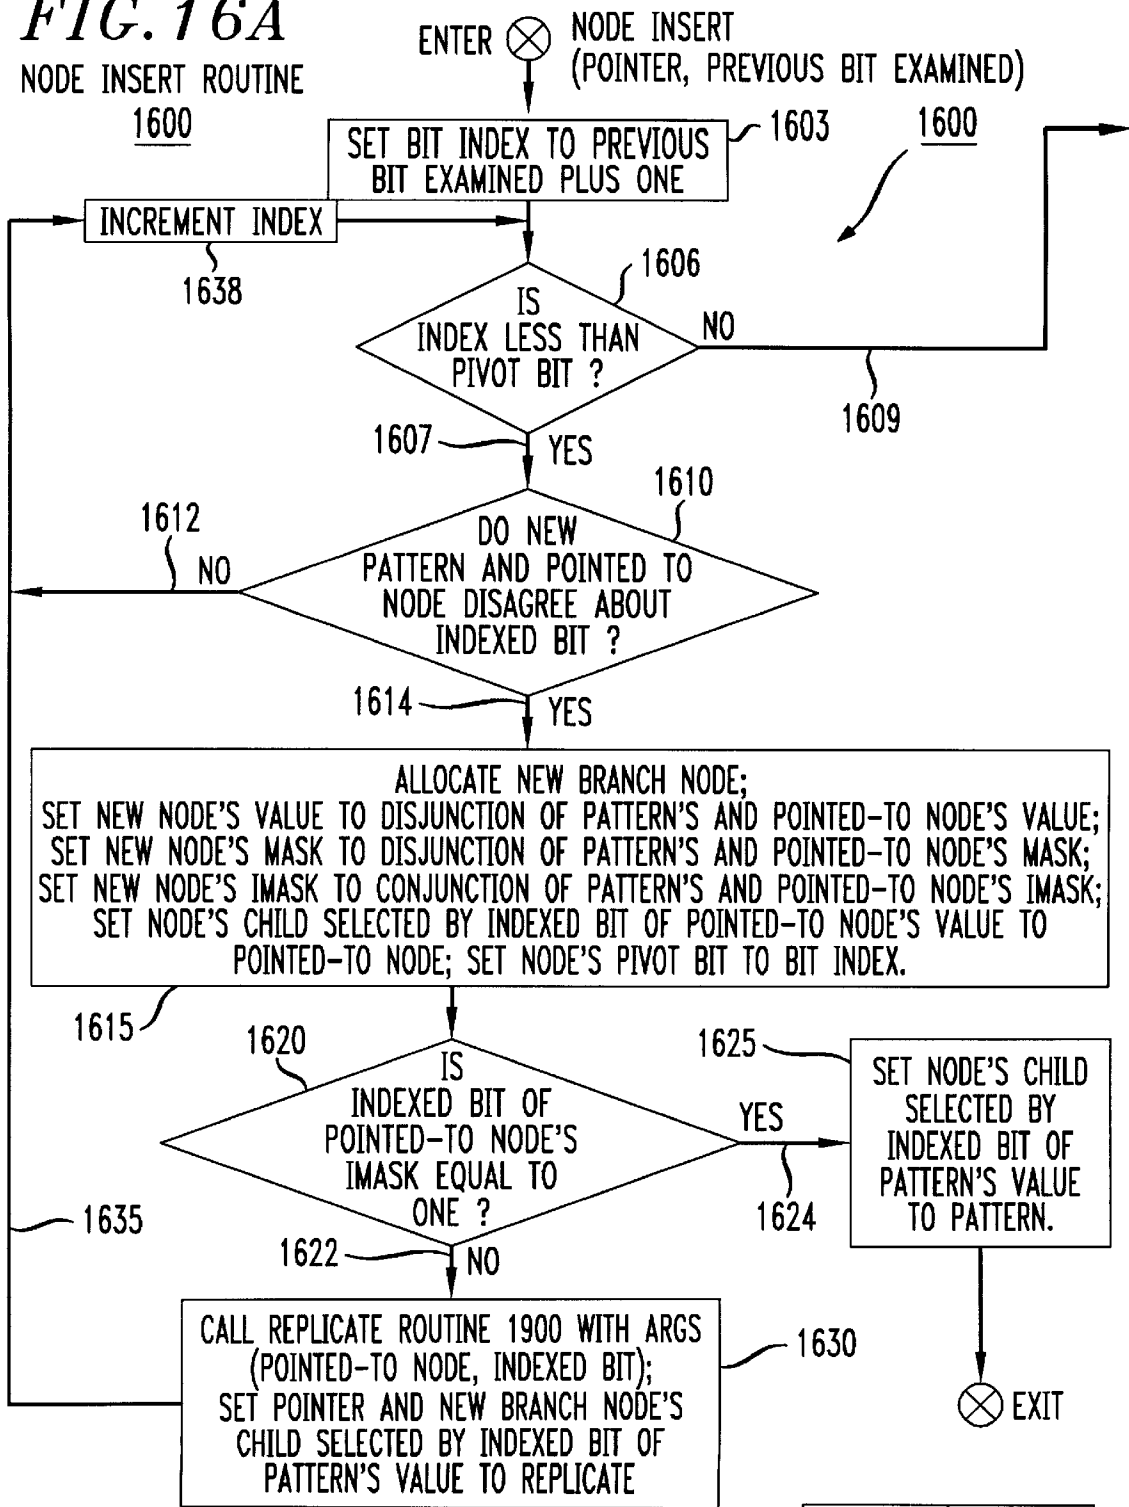 FIG. 16A
NODE INSERT ROUTINE
1600
ENTER
NODE INSERT
(POINTER, PREVIOUS BIT EXAMINED)
SET BIT INDEX TO PREVIOUS
BIT EXAMINED PLUS ONE
1603
1600
INCREMENT INDEX
1638
IS
INDEX LESS THAN
PIVOT BIT ?
1606
NO
1609
1607
YES
DO NEW
PATTERN AND POINTED TO
NODE DISAGREE ABOUT
INDEXED BIT ?
1610
1612
NO
1614
YES
ALLOCATE NEW BRANCH NODE;
SET NEW NODE'S VALUE TO DISJUNCTION OF PATTERN'S AND POINTED-TO NODE'S VALUE;
SET NEW NODE'S MASK TO DISJUNCTION OF PATTERN'S AND POINTED-TO NODE'S MASK;
SET NEW NODE'S IMASK TO CONJUNCTION OF PATTERN'S AND POINTED-TO NODE'S IMASK;
SET NODE'S CHILD SELECTED BY INDEXED BIT OF POINTED-TO NODE'S VALUE TO
POINTED-TO NODE; SET NODE'S PIVOT BIT TO BIT INDEX.
1615
1620
IS
INDEXED BIT OF
POINTED-TO NODE'S
IMASK EQUAL TO
ONE ?
YES
1624
1625
SET NODE'S CHILD
SELECTED BY
INDEXED BIT OF
PATTERN'S VALUE
TO PATTERN.
1635
1622
NO
CALL REPLICATE ROUTINE 1900 WITH ARGS
(POINTED-TO NODE, INDEXED BIT);
SET POINTER AND NEW BRANCH NODE'S
CHILD SELECTED BY INDEXED BIT OF
PATTERN'S VALUE TO REPLICATE
1630
EXIT